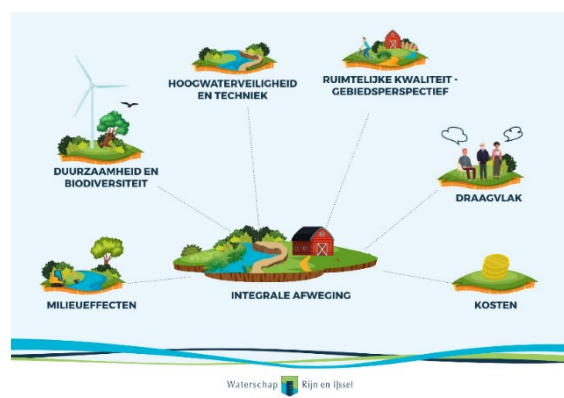 HOOGWATERVEILIGHEID
EN TECHNIEK
RUIMTELIJKE KWALITEIT -
GEBIEDSPERSPECTIEF
DUURZAAMHEID EN
BIODIVERSITEIT
DRAAGVLAK
MILIEUEFFECTEN
INTEGRALE AFWEGING
KOSTEN
Waterschap Rijn en IJssel